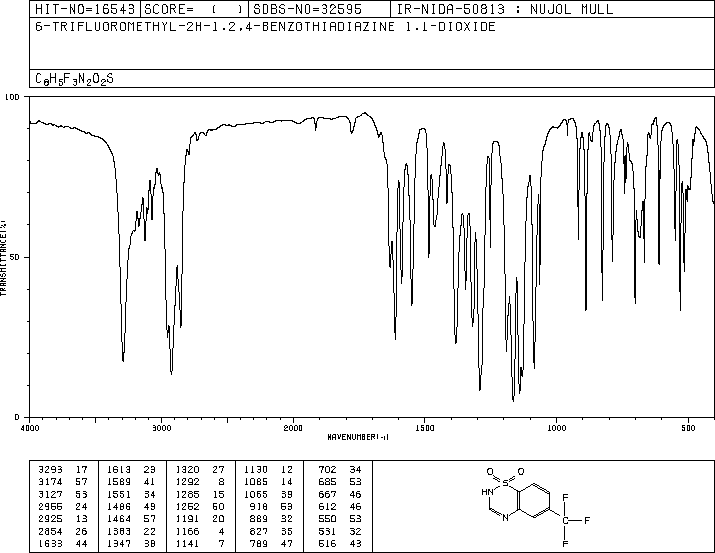 HIT-NO=16543 SCORE= ( ) SDBS-NO=32595 IR-NIDA-50813 : NUJOL MULL
6-TRIFLUOROMETHYL-2H-1,2,4-BENZOTHIADIAZINE 1,1-DIOXIDE
C8H5F3N2O2S
100
50
0
TRANSMITTANCE(%)
4000 3000 2000 1500 1000 500
WAVENUMBER(-1)
3293 17 1613 23 1320 27 1130 12 702 34
3174 57 1589 41 1292 8 1085 14 685 53
3127 53 1551 34 1285 15 1065 39 667 46
2955 24 1486 49 1252 50 918 53 612 46
2925 13 1464 57 1191 20 889 32 550 53
2854 26 1383 22 1166 4 827 35 531 32
1633 44 1347 38 1141 7 789 47 516 43
O O
S
HN
N
F
C F
F